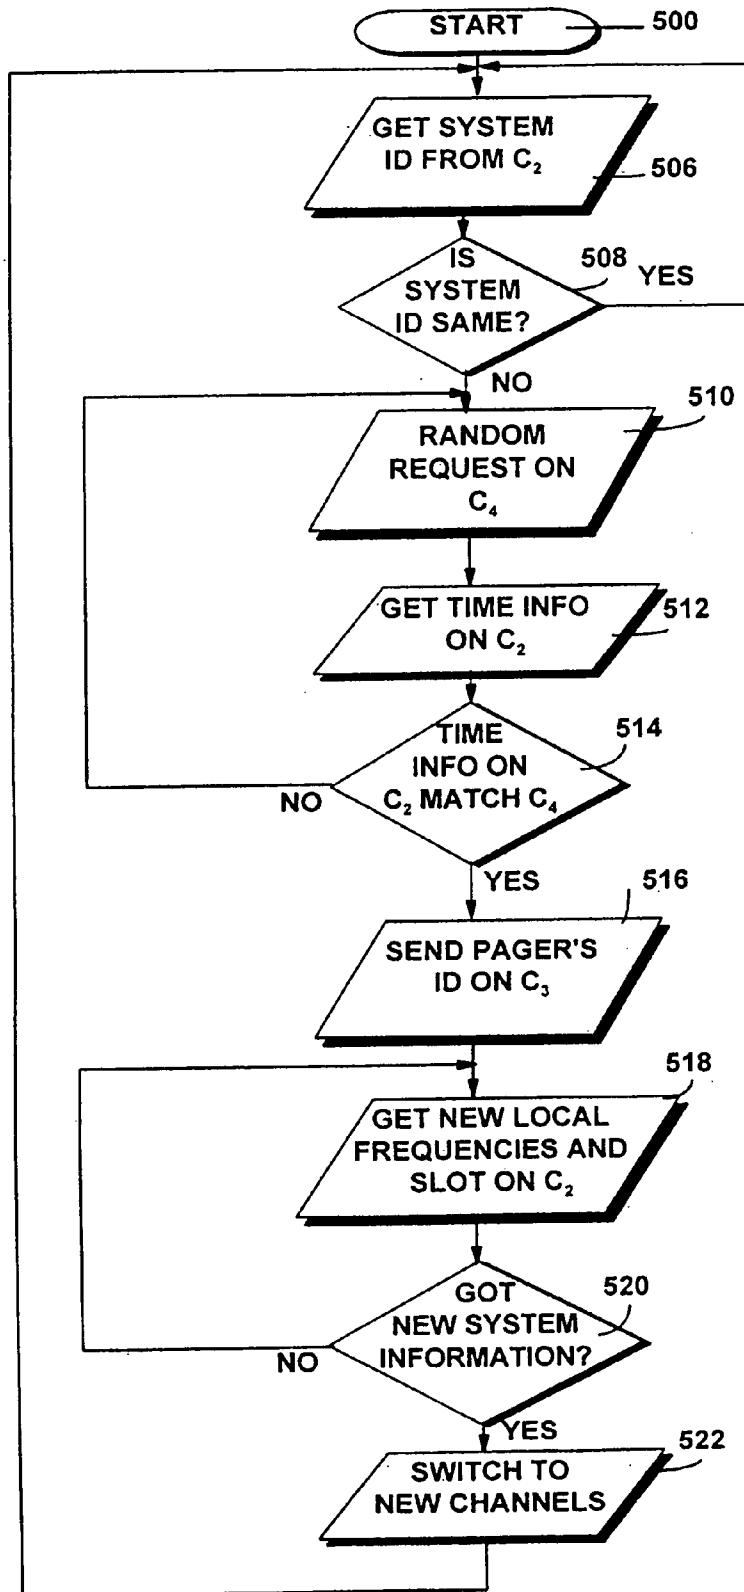 START
500
GET SYSTEM
ID FROM C₂
506
IS
SYSTEM
ID SAME?
508
YES
NO
RANDOM
REQUEST ON
C₄
510
GET TIME INFO
ON C₂
512
TIME
INFO ON
C₂ MATCH C₄
514
NO
YES
SEND PAGER'S
ID ON C₃
516
GET NEW LOCAL
FREQUENCIES AND
SLOT ON C₂
518
GOT
NEW SYSTEM
INFORMATION?
520
NO
YES
SWITCH TO
NEW CHANNELS
522